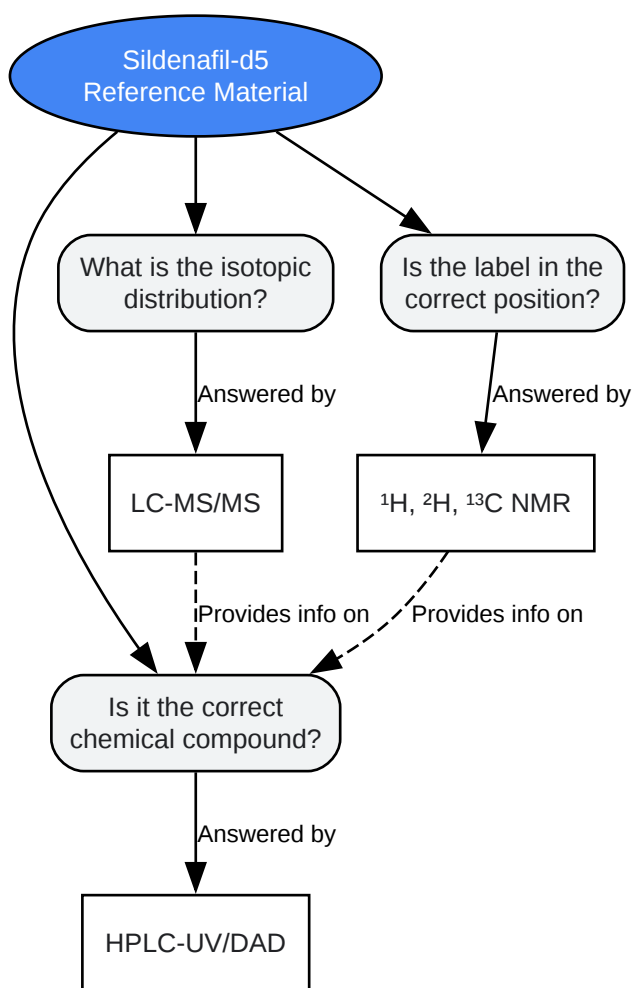 Sildenafil-d5
Reference Material
What is the isotopic
distribution?
Is the label in the
correct position?
Answered by
Answered by
LC-MS/MS
¹H, ²H, ¹³C NMR
Provides info on
Provides info on
Is it the correct
chemical compound?
Answered by
HPLC-UV/DAD